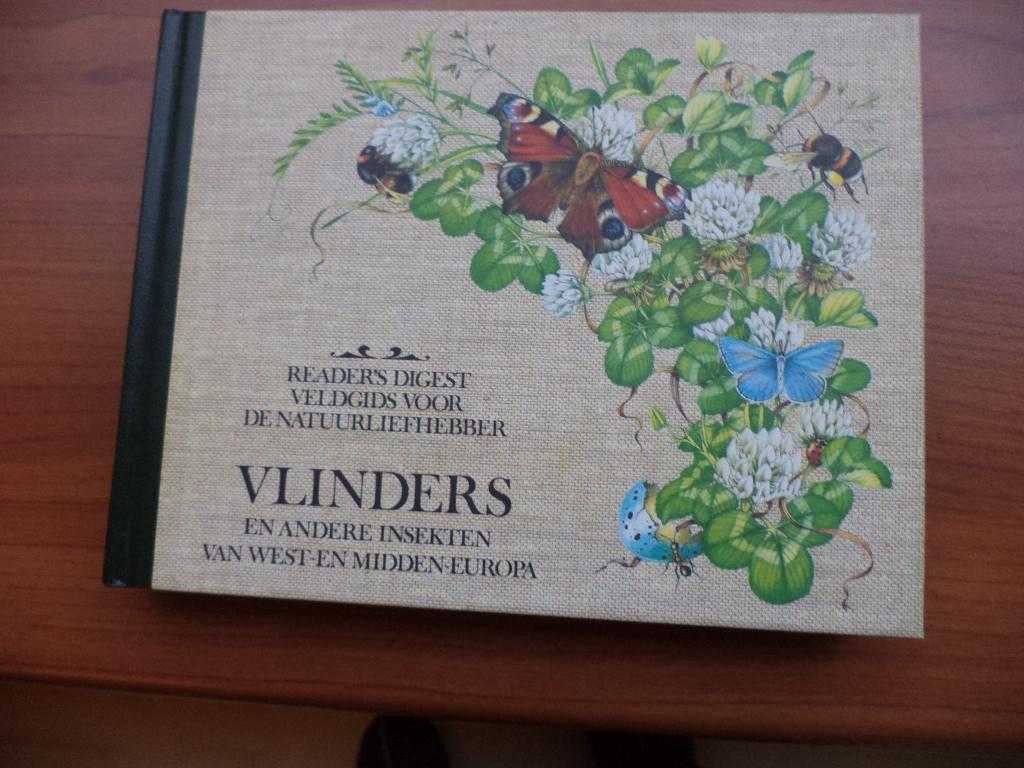 READER'S DIGEST
VELDGIDS VOOR
DE NATUURLIEFHEBBER
VLINDERS
EN ANDERE INSEKTEN
VAN WEST-EN MIDDEN-EUROPA